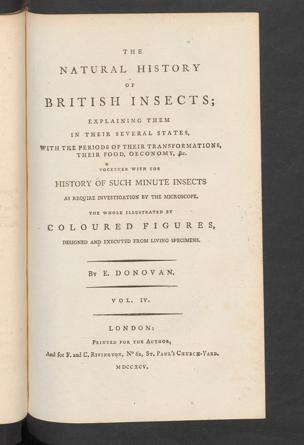 THE
NATURAL HISTORY
OF
BRITISH INSECTS;
EXPLAINING THEM
IN THEIR SEVERAL STATES,
WITH THE PERIODS OF THEIR TRANSFORMATIONS,
THEIR FOOD, OECONOMY, &c.
TOGETHER WITH THE
HISTORY OF SUCH MINUTE INSECTS
AS REQUIRE INVESTIGATION BY THE MICROSCOPE.
THE WHOLE ILLUSTRATED BY
COLOURED FIGURES,
DESIGNED AND EXECUTED FROM LIVING SPECIMENS.
BY E. DONOVAN.
VOL. IV.
LONDON:
PRINTED FOR THE AUTHOR,
And for F. and C. RIVINGTON, No 62, ST. PAUL'S CHURCH-YARD.
MDCCXCV.